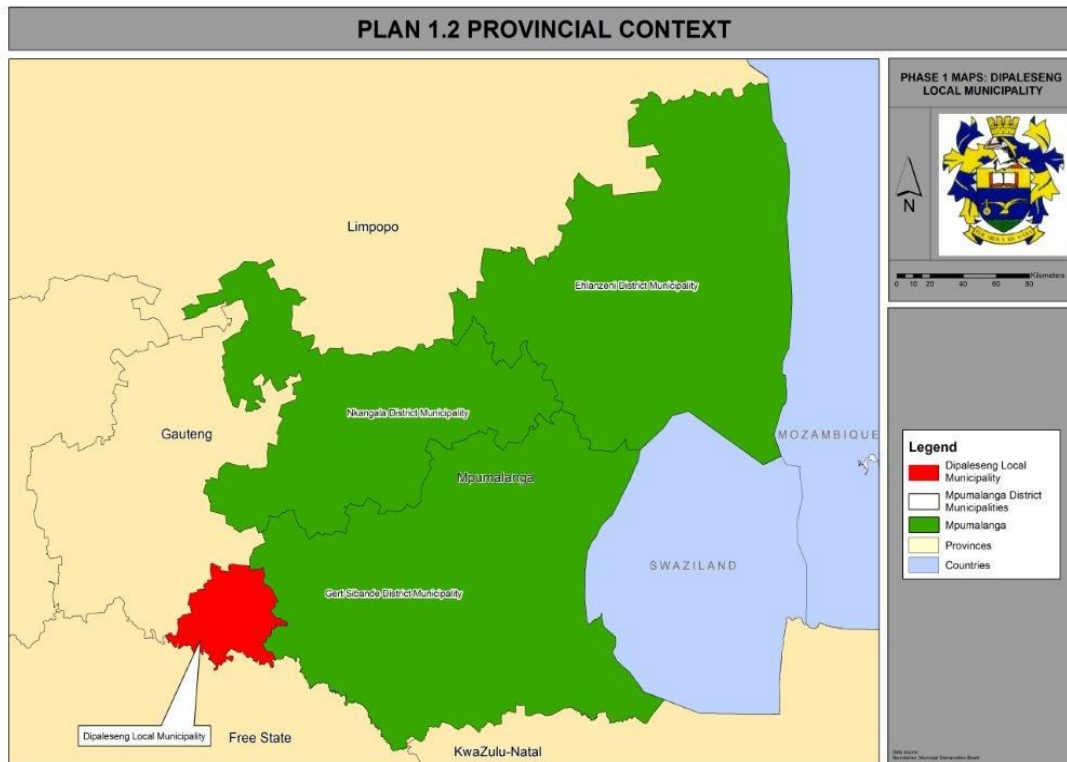 PLAN 1.2 PROVINCIAL CONTEXT
PHASE 1 MAPS: DIPALESENG
LOCAL MUNICIPALITY
N
Kilometers
0 10 20 40 60 80
Limpopo
Ehlanzeni District Municipality
Nkangala District Municipality
Gauteng
MOZAMBIQUE
Mpumalanga
SWAZILAND
Gert Sibande District Municipality
Dipaleseng Local Municipality
Free State
KwaZulu-Natal
Legend
Dipaleseng Local
Municipality
Mpumalanga District
Municipalities
Mpumalanga
Provinces
Countries